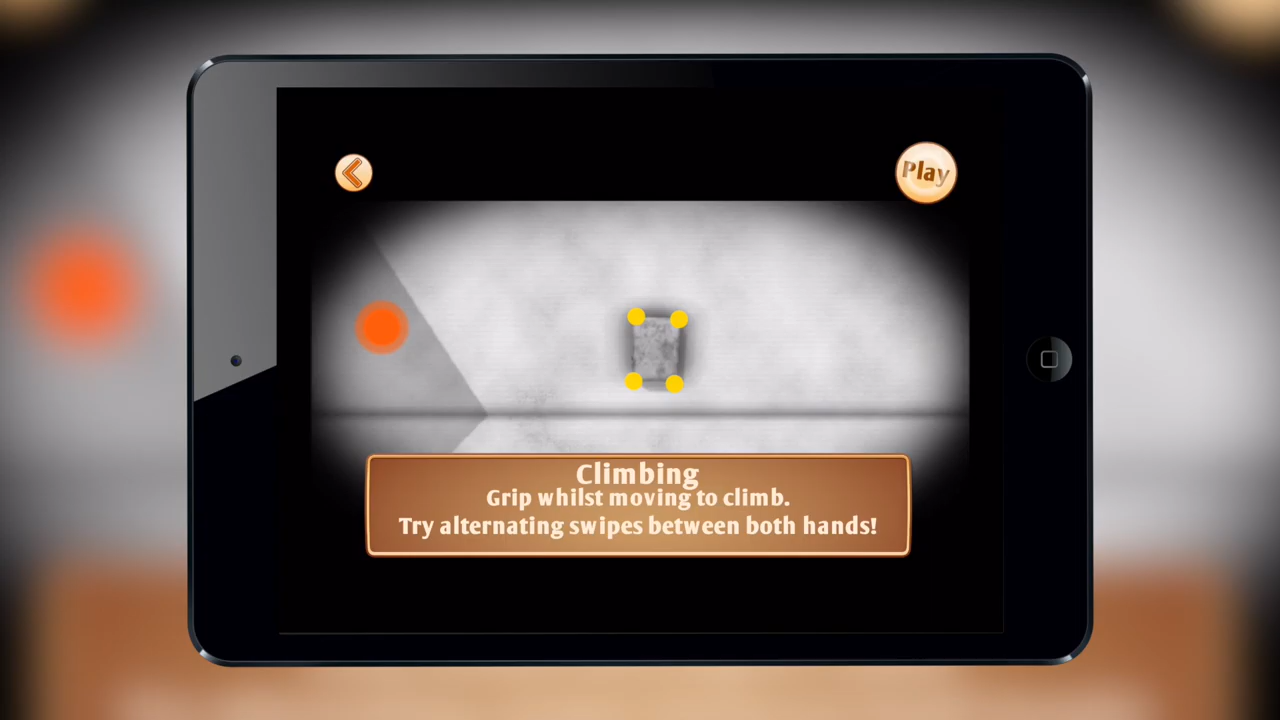 Play
Climbing
Grip whilst moving to climb.
Try alternating swipes between both hands!